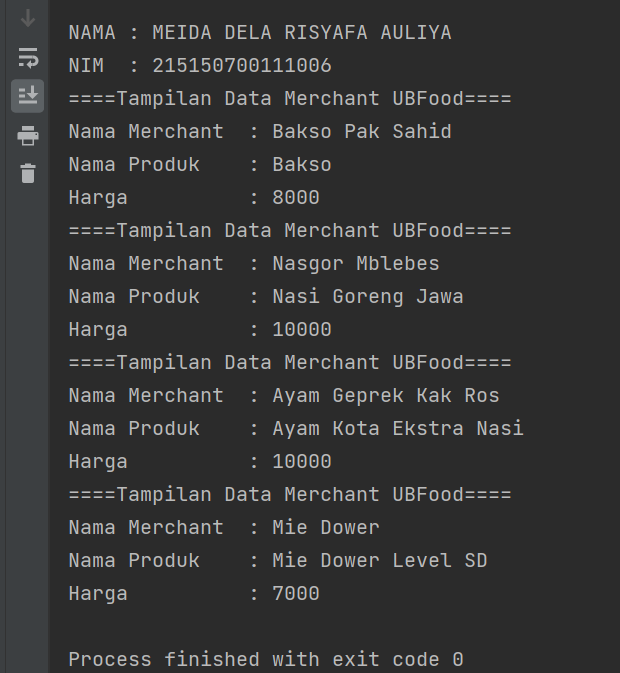 NAMA : MEIDA DELA RISYAFA AULIYA
NIM  : 215150700111006
====Tampilan Data Merchant UBFood====
Nama Merchant  : Bakso Pak Sahid
Nama Produk    : Bakso
Harga          : 8000
====Tampilan Data Merchant UBFood====
Nama Merchant  : Nasgor Mblebes
Nama Produk    : Nasi Goreng Jawa
Harga          : 10000
====Tampilan Data Merchant UBFood====
Nama Merchant  : Ayam Geprek Kak Ros
Nama Produk    : Ayam Kota Ekstra Nasi
Harga          : 10000
====Tampilan Data Merchant UBFood====
Nama Merchant  : Mie Dower
Nama Produk    : Mie Dower Level SD
Harga          : 7000

Process finished with exit code 0